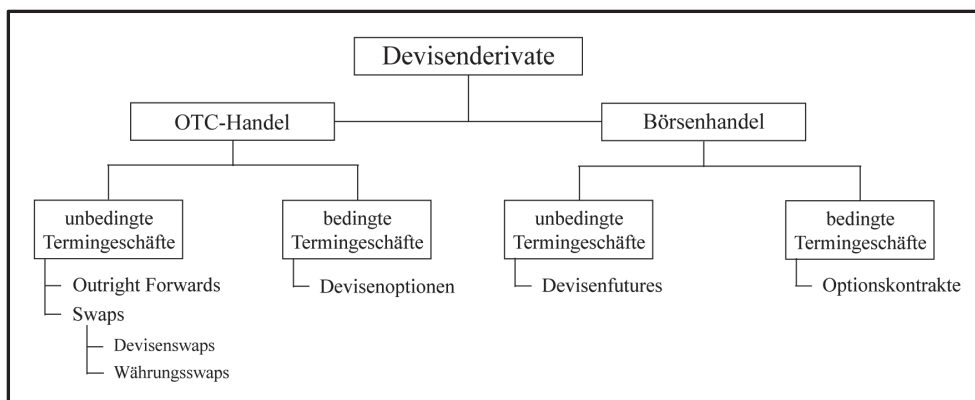 Devisenderivate
OTC-Handel
Börsenhandel
unbedingte
Termingeschäfte
bedingte
Termingeschäfte
unbedingte
Termingeschäfte
bedingte
Termingeschäfte
Outright Forwards
Swaps
Devisenswaps
Währungsswaps
Devisenoptionen
Devisenfutures
Optionskontrakte